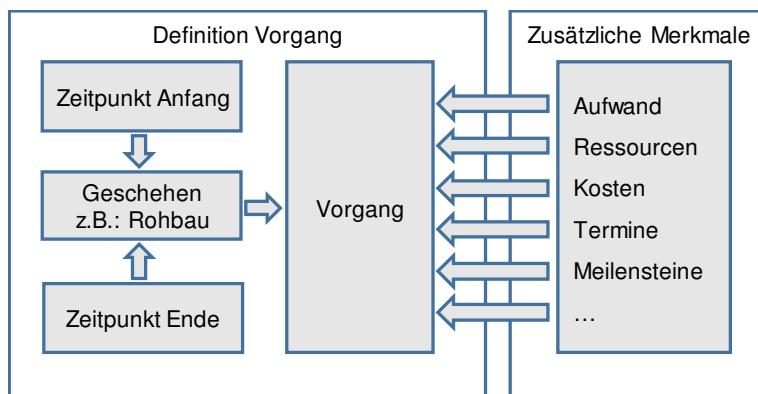 Definition Vorgang
Zeitpunkt Anfang
Geschehen
z.B.: Rohbau
Zeitpunkt Ende
Vorgang
Zusätzliche Merkmale
Aufwand
Ressourcen
Kosten
Termine
Meilensteine
…